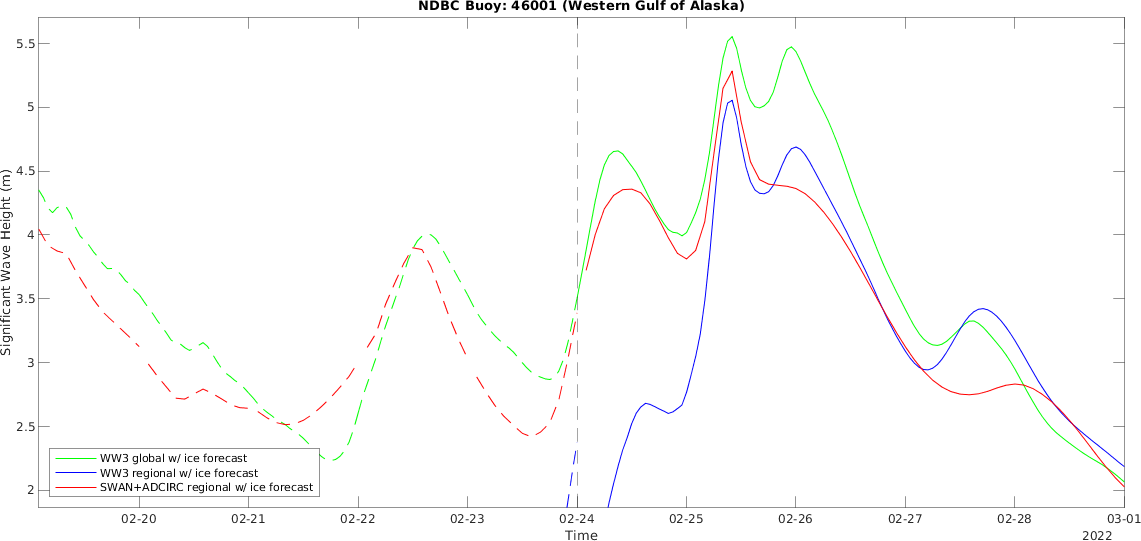 NDBC Buoy: 46001 (Western Gulf of Alaska)
Significant Wave Height (m)
5.5
5
4.5
4
3.5
3
2.5
2
WW3 global w/ ice forecast
WW3 regional w/ ice forecast
SWAN+ADCIRC regional w/ ice forecast
02-20 02-21 02-22 02-23 02-24 02-25 02-26 02-27 02-28 03-01
Time
2022